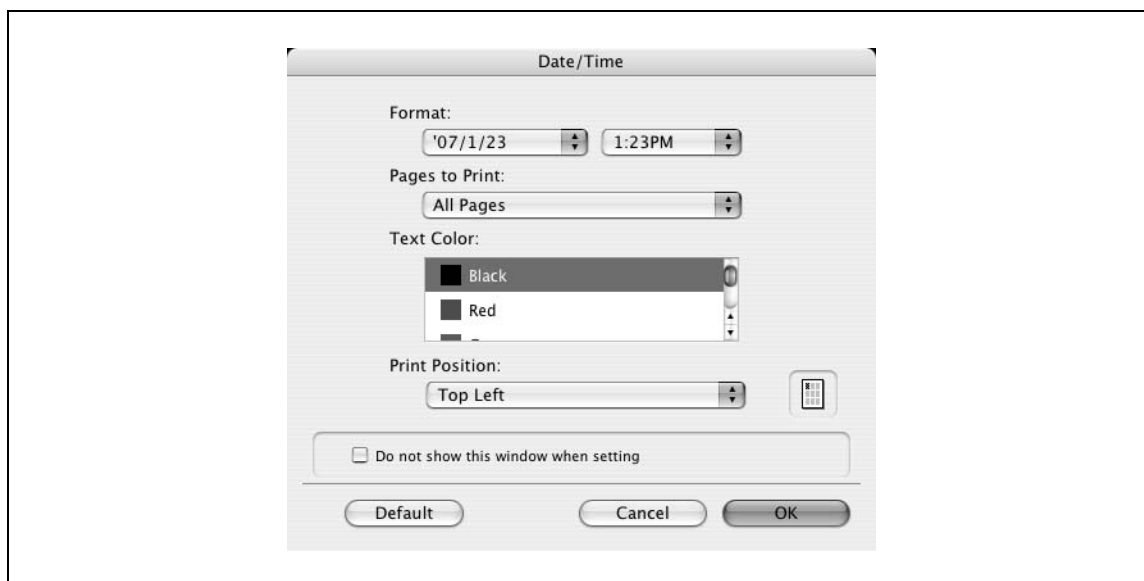 Date/Time
Format:
'07/1/23 1:23PM
Pages to Print:
All Pages
Text Color:
Black
Red
Print Position:
Top Left
Do not show this window when setting
Default Cancel OK